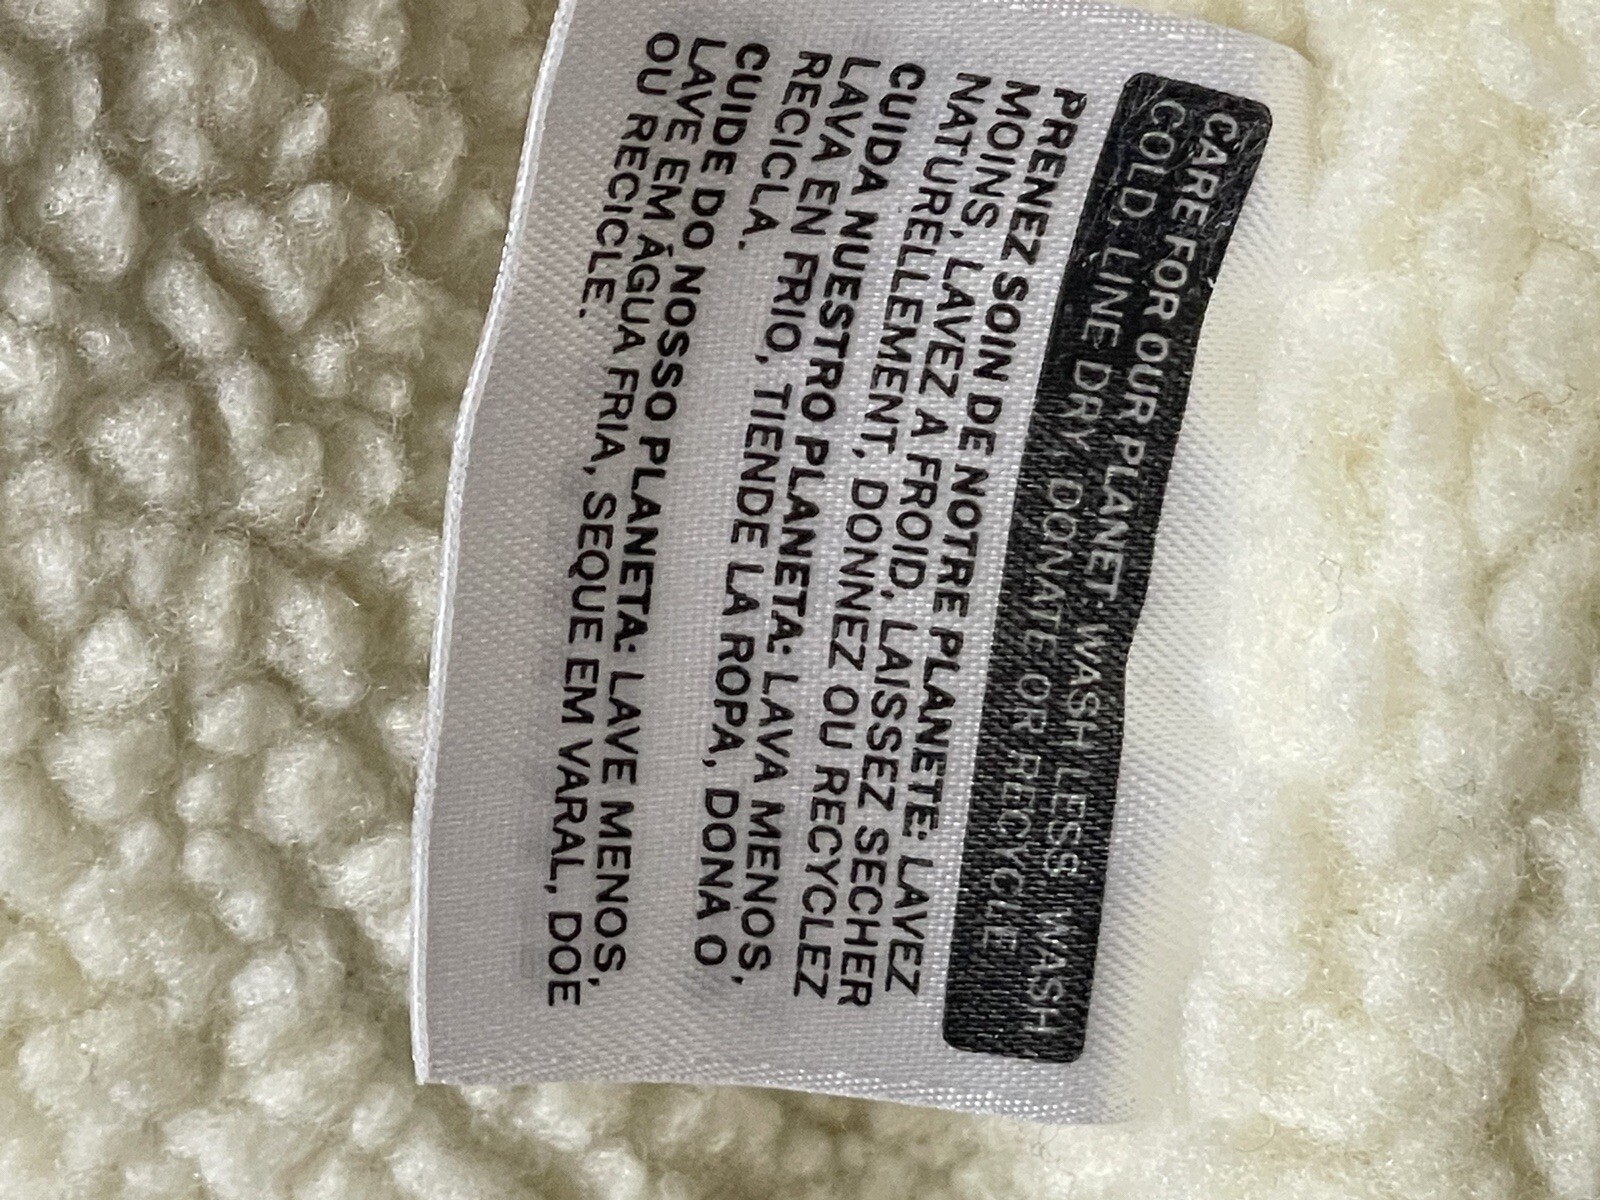 CARE FOR OUR PLANET: WASH LESS, WASH
COLD, LINE DRY, DONATE OR RECYCLE
PRENEZ SOIN DE NOTRE PLANETE: LAVEZ
MOINS, LAVEZ A FROID, LAISSEZ SECHER
NATURELLEMENT, DONNEZ OU RECYCLEZ
CUIDA NUESTRO PLANETA: LAVA MENOS,
LAVA EN FRIO, TIENDE LA ROPA, DONA O
RECICLA.
CUIDE DO NOSSO PLANETA: LAVE MENOS,
LAVE EM ÁGUA FRIA, SEQUE EM VARAL, DOE
OU RECICLE.